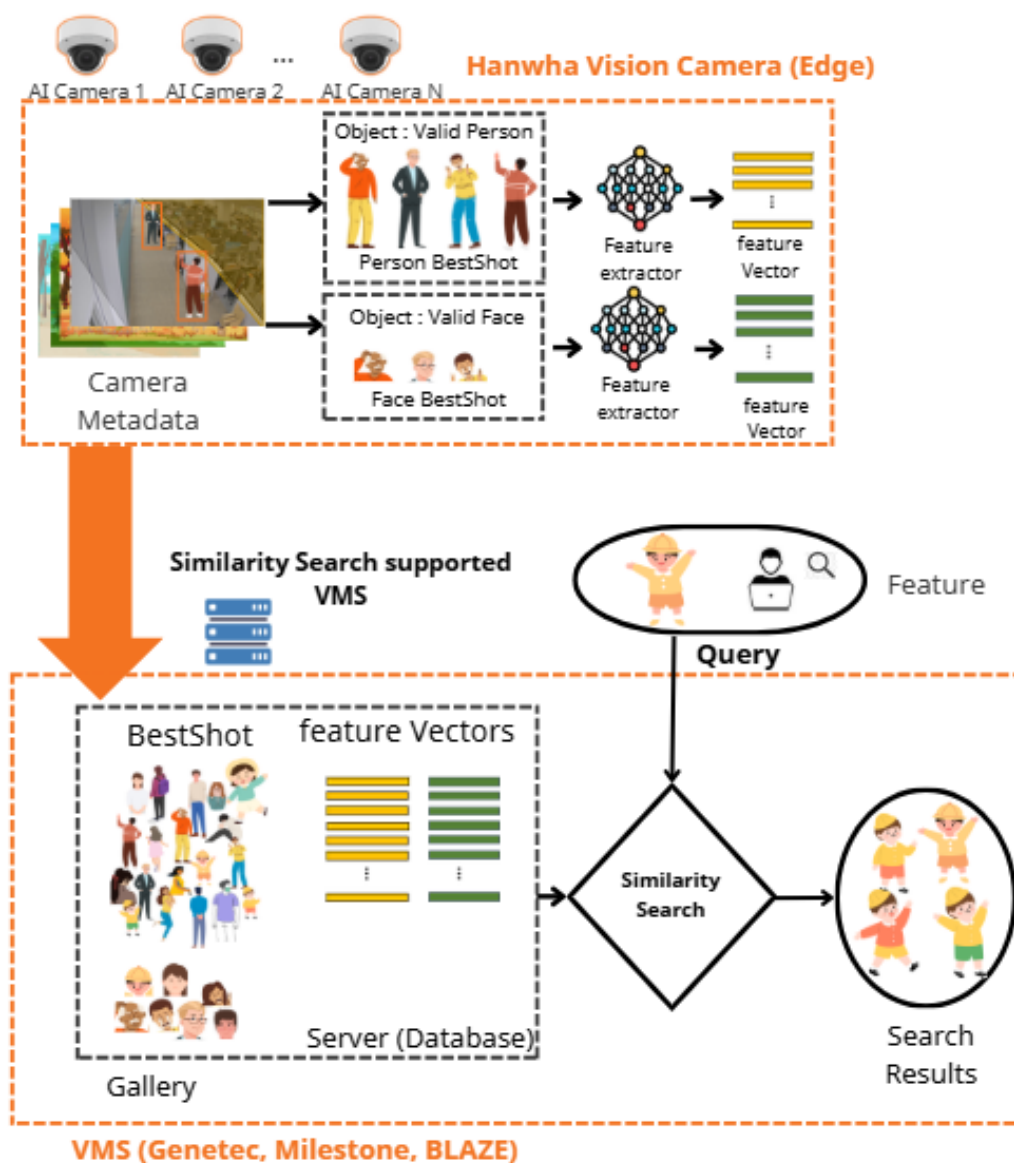 AI Camera 1
AI Camera 2
...
AI Camera N
Hanwha Vision Camera (Edge)
Object : Valid Person
Person BestShot
Feature
extractor
feature
Vector
Object : Valid Face
Face BestShot
Feature
extractor
feature
Vector
Camera
Metadata
Similarity Search supported
VMS
Feature
Query
BestShot
feature Vectors
Similarity
Search
Server (Database)
Gallery
Search
Results
VMS (Genetec, Milestone, BLAZE)